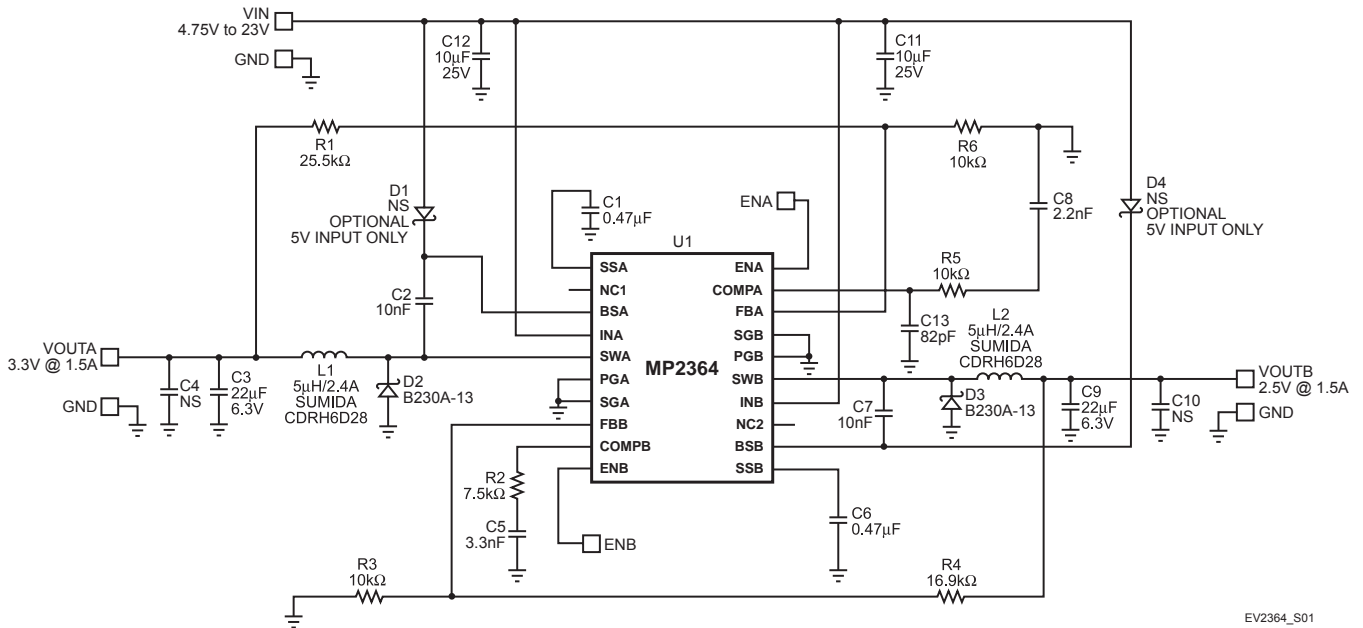 VIN
4.75V to 23V
GND
C12
10µF
25V
C11
10µF
25V
R1
25.5kΩ
R6
10kΩ
D1
NS
OPTIONAL
5V INPUT ONLY
C1
0.47µF
ENA
C8
2.2nF
D4
NS
OPTIONAL
5V INPUT ONLY
U1
R5
10kΩ
C2
10nF
SSA
NC1
BSA
INA
SWA
PGA
SGA
FBB
COMPB
ENB
MP2364
ENA
COMPA
FBA
SGB
PGB
SWB
INB
NC2
BSB
SSB
C13
82pF
L2
5µH/2.4A
SUMIDA
CDRH6D28
VOUTA
3.3V @ 1.5A
GND
C4
NS
C3
22µF
6.3V
L1
5µH/2.4A
SUMIDA
CDRH6D28
D2
B230A-13
C7
10nF
D3
B230A-13
C9
22µF
6.3V
C10
NS
VOUTB
2.5V @ 1.5A
GND
R2
7.5kΩ
C5
3.3nF
ENB
C6
0.47µF
R3
10kΩ
R4
16.9kΩ
EV2364_S01